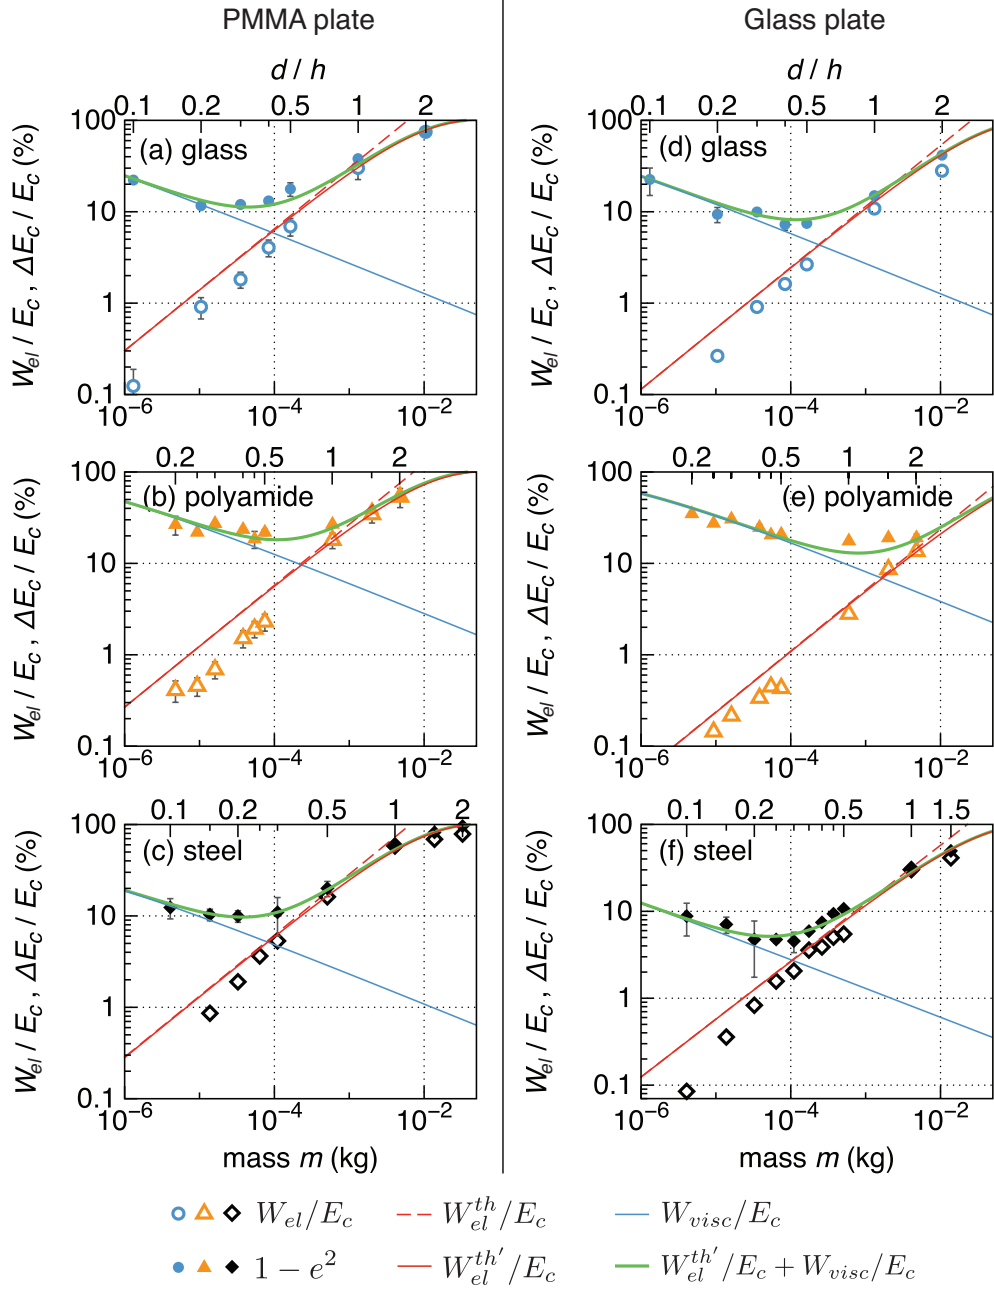 PMMA plate
Glass plate
d / h
d / h
0.1 0.2 0.5 1 2
0.1 0.2 0.5 1 2
W_el / E_c , ΔE_c / E_c (%)
100
10
1
0.1
(a) glass
10^−6 10^−4 10^−2
W_el / E_c , ΔE_c / E_c (%)
100
10
1
0.1
(d) glass
10^−6 10^−4 10^−2
0.2 0.5 1 2
W_el / E_c , ΔE_c / E_c (%)
100
10
1
0.1
(b) polyamide
10^−6 10^−4 10^−2
0.2 0.5 1 2
W_el / E_c , ΔE_c / E_c (%)
100
10
1
0.1
(e) polyamide
10^−6 10^−4 10^−2
0.1 0.2 0.5 1 2
W_el / E_c , ΔE_c / E_c (%)
100
10
1
0.1
(c) steel
10^−6 10^−4 10^−2
mass m (kg)
0.1 0.2 0.5 1 1.5
W_el / E_c , ΔE_c / E_c (%)
100
10
1
0.1
(f) steel
10^−6 10^−4 10^−2
mass m (kg)
W_el/E_c
W_el^th/E_c
W_visc/E_c
1 − e^2
W_el^th′/E_c
W_el^th′/E_c + W_visc/E_c